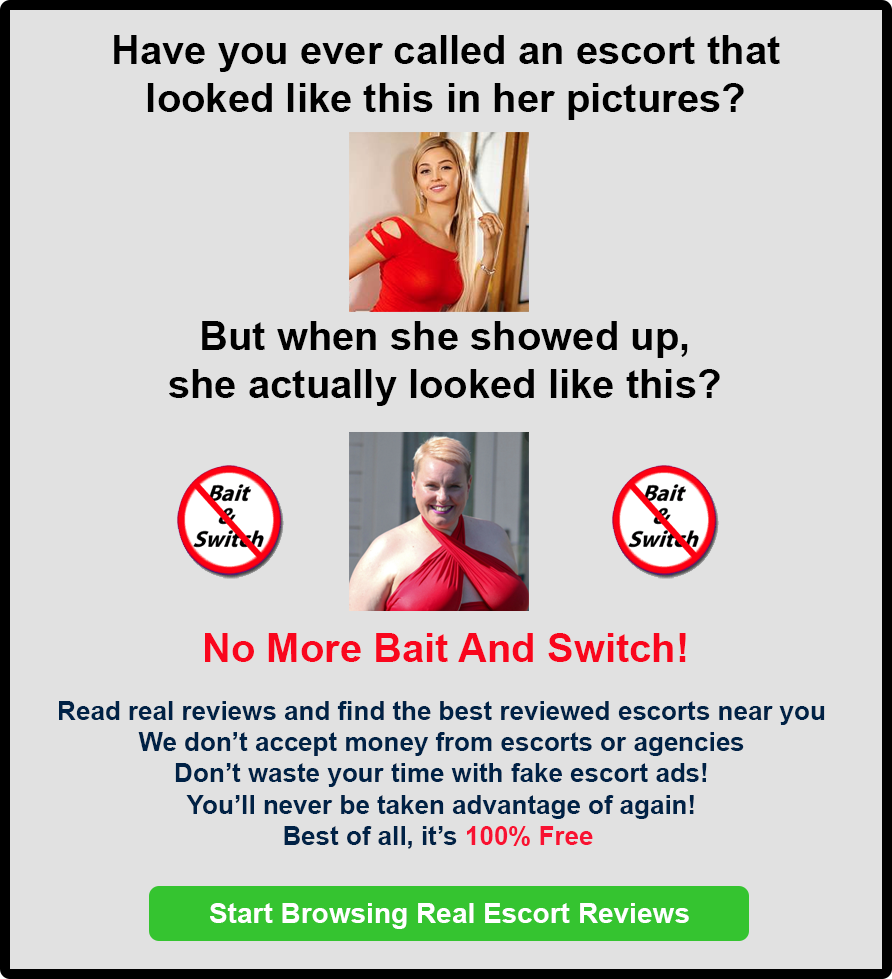 Have you ever called an escort that
looked like this in her pictures?
But when she showed up,
she actually looked like this?
Bait
&
Switch
Bait
&
Switch
No More Bait And Switch!
Read real reviews and find the best reviewed escorts near you
We don’t accept money from escorts or agencies
Don’t waste your time with fake escort ads!
You’ll never be taken advantage of again!
Best of all, it’s 100% Free
Start Browsing Real Escort Reviews